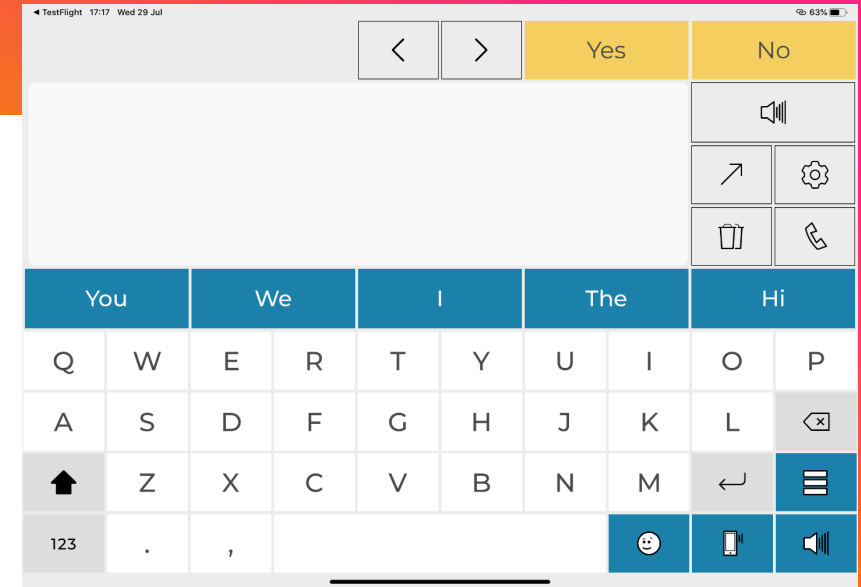 ◀ TestFlight 17:17 Wed 29 Jul 63%
Yes No
You We I The Hi
Q W E R T Y U I O P
A S D F G H J K L
Z X C V B N M
123 . ,